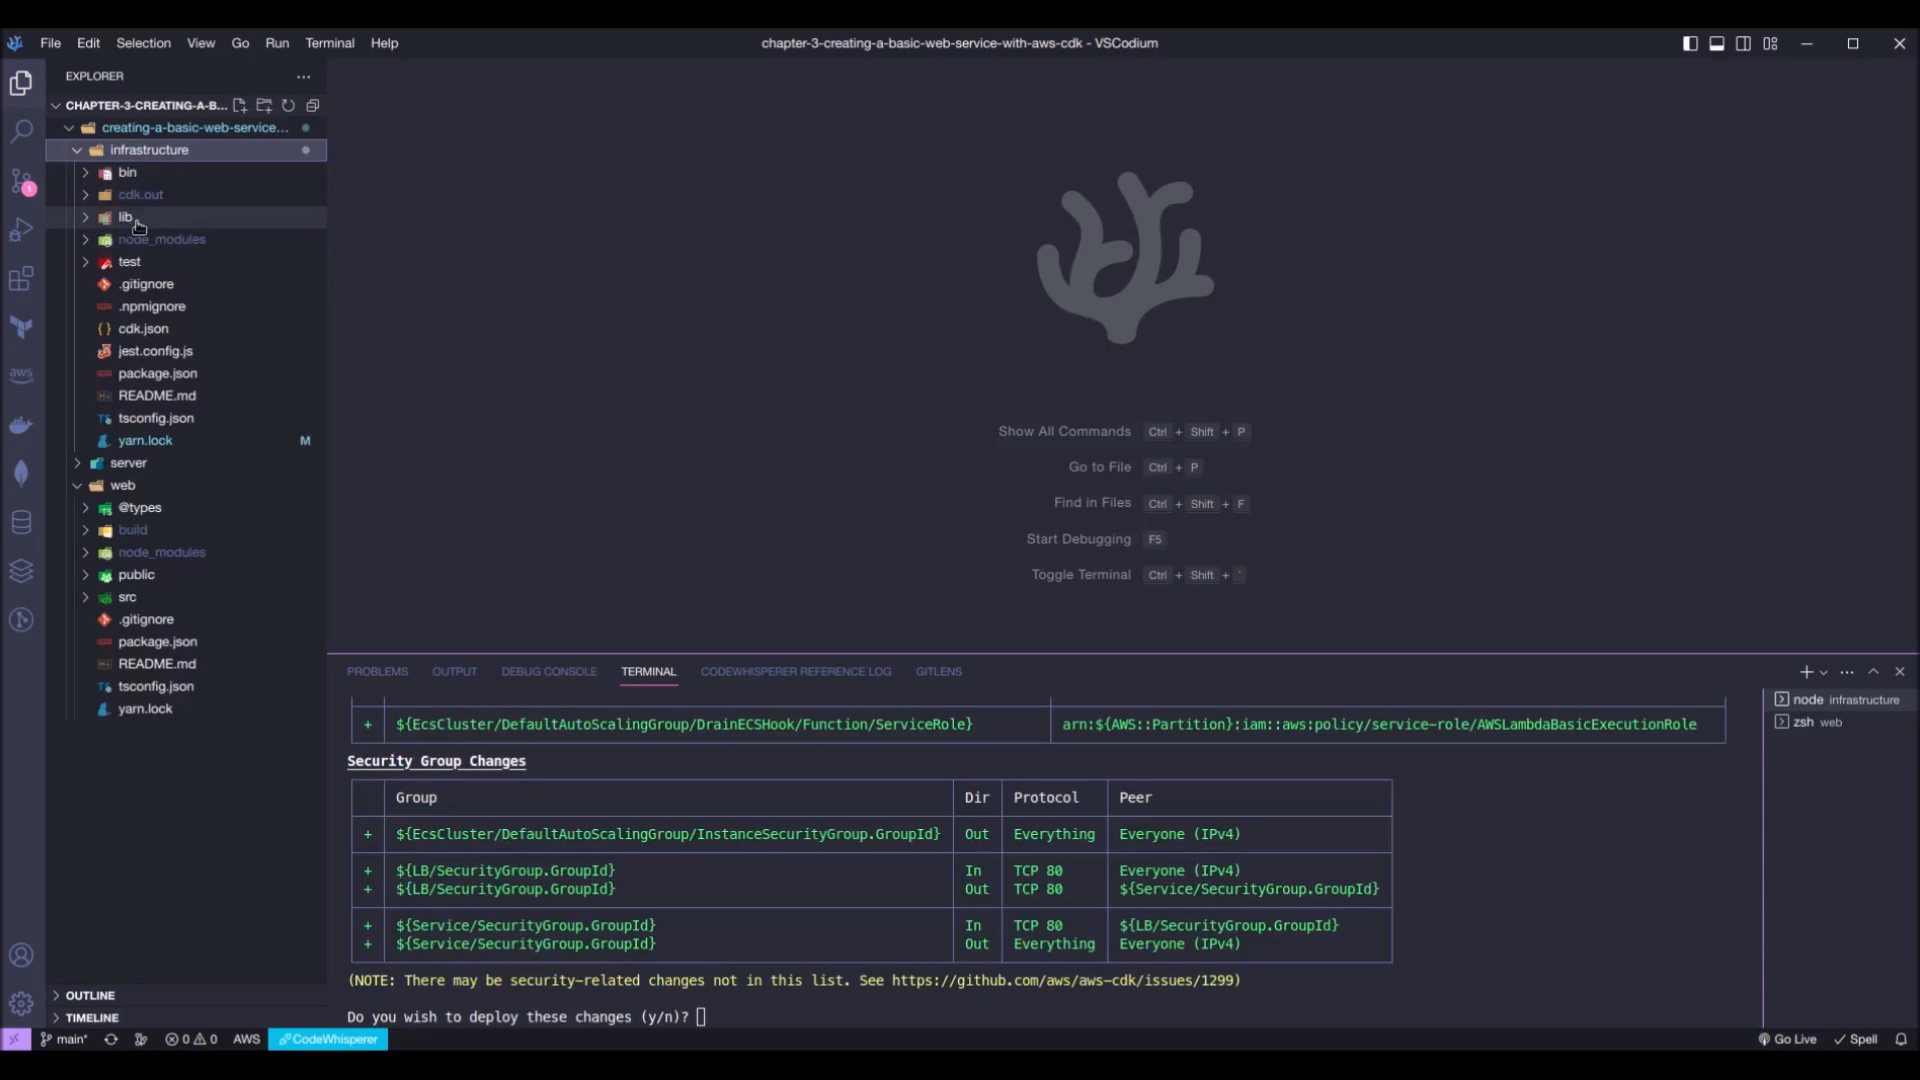 File Edit Selection View Go Run Terminal Help
chapter-3-creating-a-basic-web-service-with-aws-cdk - VSCodium
EXPLORER
CHAPTER-3-CREATING-A-B...
creating-a-basic-web-service...
infrastructure
bin
cdk.out
lib
node_modules
test
.gitignore
.npmignore
cdk.json
jest.config.js
package.json
README.md
tsconfig.json
yarn.lock M
server
web
@types
build
node_modules
public
src
.gitignore
package.json
README.md
tsconfig.json
yarn.lock
OUTLINE
TIMELINE
1
aws
Show All Commands Ctrl + Shift + P
Go to File Ctrl + P
Find in Files Ctrl + Shift + F
Start Debugging F5
Toggle Terminal Ctrl + Shift + `
PROBLEMS OUTPUT DEBUG CONSOLE TERMINAL CODEWHISPERER REFERENCE LOG GITLENS
+ ${EcsCluster/DefaultAutoScalingGroup/DrainECSHook/Function/ServiceRole} arn:${AWS::Partition}:iam::aws:policy/service-role/AWSLambdaBasicExecutionRole
Security Group Changes
Group Dir Protocol Peer
+ ${EcsCluster/DefaultAutoScalingGroup/InstanceSecurityGroup.GroupId} Out Everything Everyone (IPv4)
+ ${LB/SecurityGroup.GroupId} In TCP 80 Everyone (IPv4)
+ ${LB/SecurityGroup.GroupId} Out TCP 80 ${Service/SecurityGroup.GroupId}
+ ${Service/SecurityGroup.GroupId} In TCP 80 ${LB/SecurityGroup.GroupId}
+ ${Service/SecurityGroup.GroupId} Out Everything Everyone (IPv4)
(NOTE: There may be security-related changes not in this list. See https://github.com/aws/aws-cdk/issues/1299)
Do you wish to deploy these changes (y/n)?
node infrastructure
zsh web
main* 0 0 AWS CodeWhisperer Go Live Spell